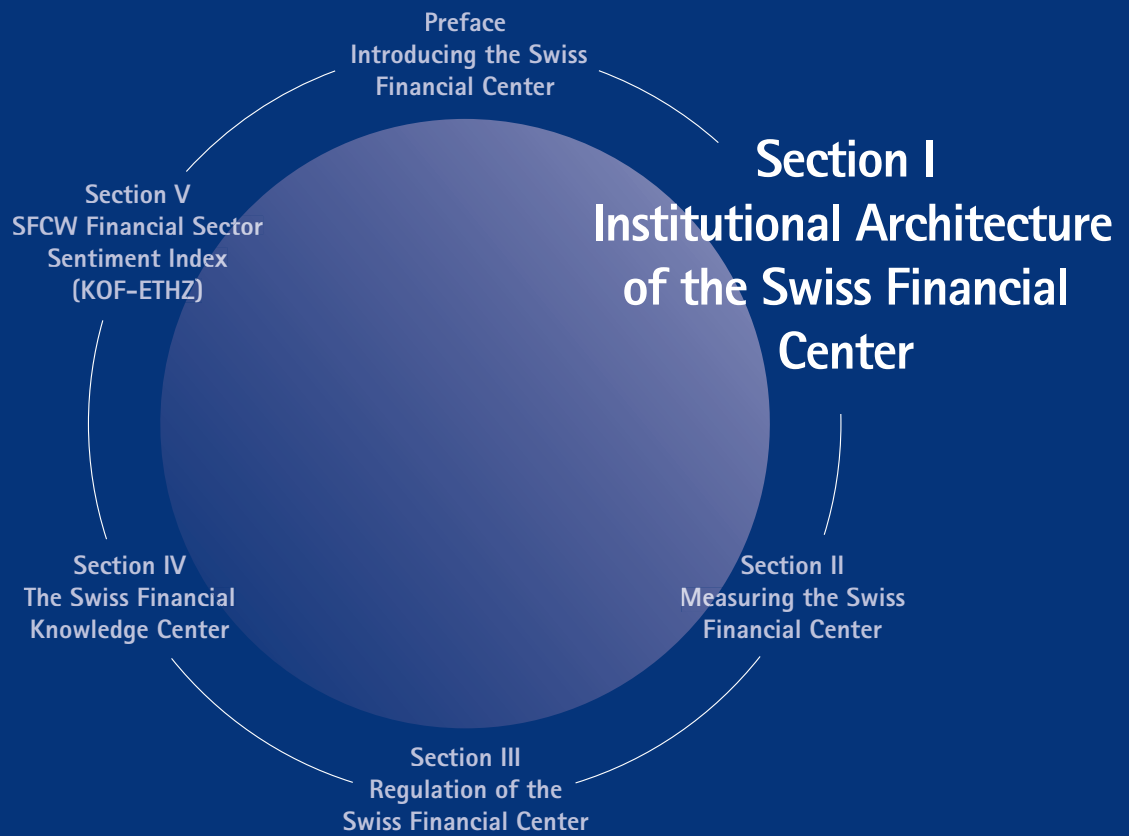 Preface
Introducing the Swiss
Financial Center
Section I
Institutional Architecture
of the Swiss Financial
Center
Section II
Measuring the Swiss
Financial Center
Section III
Regulation of the
Swiss Financial Center
Section IV
The Swiss Financial
Knowledge Center
Section V
SFCW Financial Sector
Sentiment Index
(KOF-ETHZ)